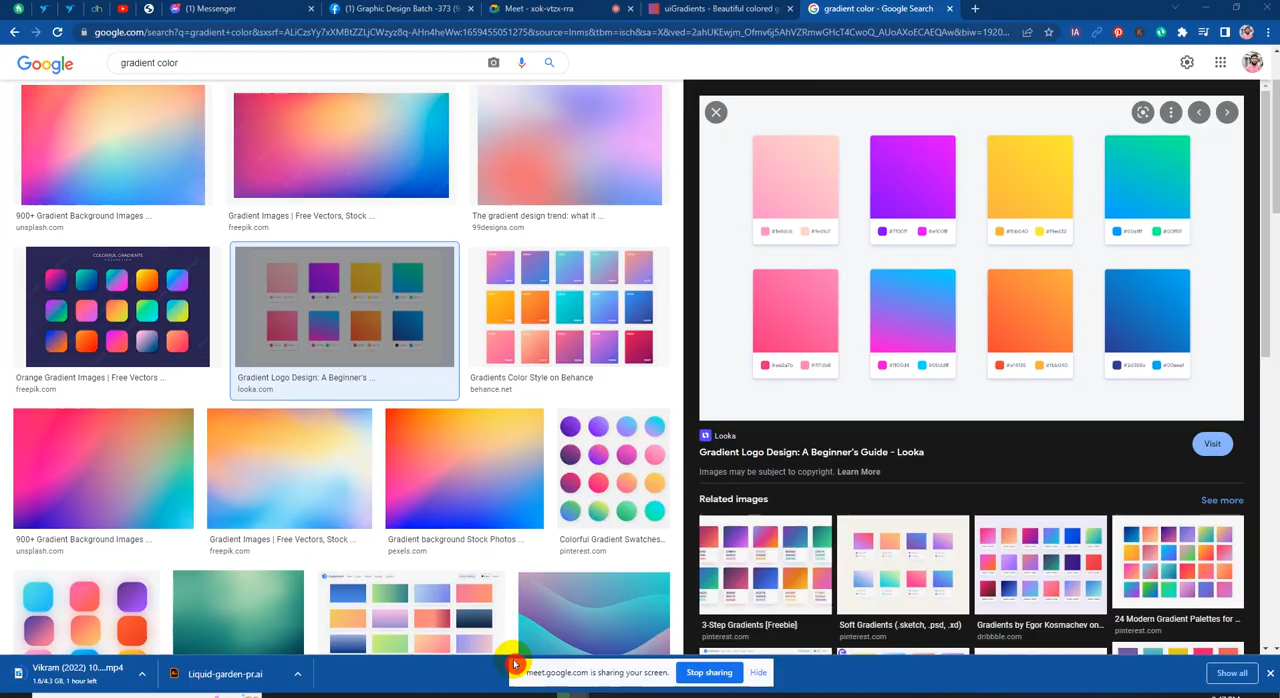 (1) Messenger
(1) Graphic Design Batch -373 (S
Meet - xok-vtzx-rra
uiGradients - Beautiful colored g
gradient color - Google Search
Google
gradient color
900+ Gradient Background Images ...
unsplash.com
Gradient Images | Free Vectors, Stock ...
freepik.com
The gradient design trend: what it ...
99designs.com
COLORFUL GRADIENTS
Orange Gradient Images | Free Vectors ...
freepik.com
Gradient Logo Design: A Beginner's ...
looka.com
Gradients Color Style on Behance
behance.net
900+ Gradient Background Images ...
unsplash.com
Gradient Images | Free Vectors, Stock ...
freepik.com
Gradient background Stock Photos ...
pexels.com
Colorful Gradient Swatches...
pinterest.com
Looka
Visit
Gradient Logo Design: A Beginner's Guide - Looka
Images may be subject to copyright. Learn More
Related images
See more
3-Step Gradients [Freebie]
pinterest.com
Soft Gradients (.sketch, .psd, .xd)
pinterest.com
Gradients by Egor Kosmachev on...
dribbble.com
24 Modern Gradient Palettes for ...
pinterest.com
Vikram (2022) 10....mp4
1.6/4.3 GB, 1 hour left
Liquid-garden-pr.ai
meet.google.com is sharing your screen.
Stop sharing
Hide
Show all